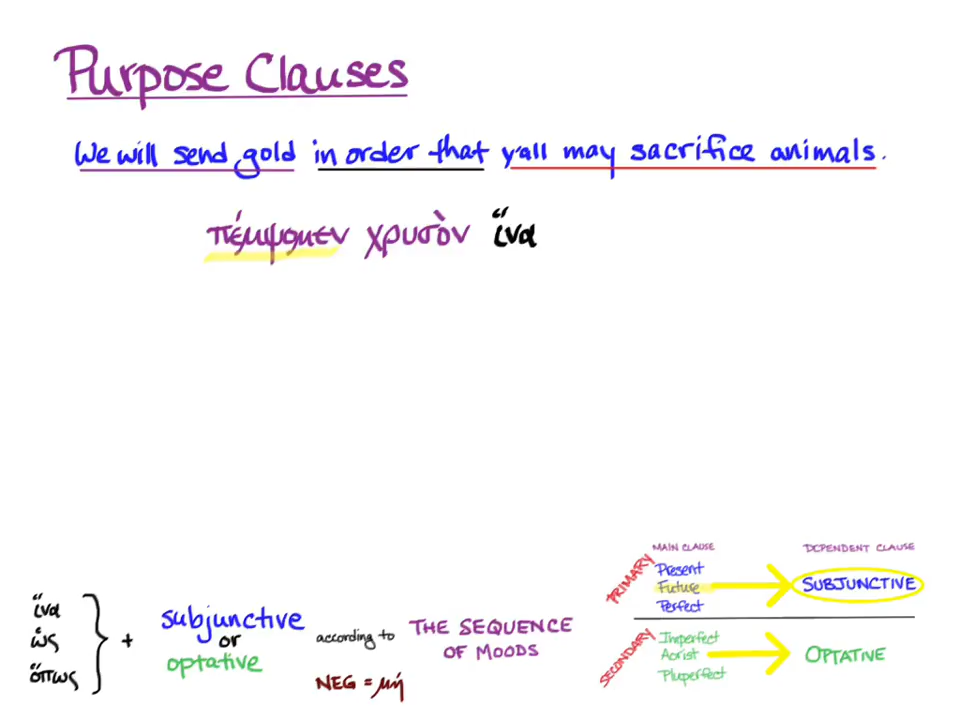 Purpose Clauses
We will send gold in order that y'all may sacrifice animals.
πέμψομεν χρυσὸν ἵνα
ἵνα
ὡς
ὅπως
+
subjunctive
or
optative
according to
NEG = μή
THE SEQUENCE
OF MOODS
PRIMARY
MAIN CLAUSE
DEPENDENT CLAUSE
Present
Future
Perfect
SUBJUNCTIVE
SECONDARY
Imperfect
Aorist
Pluperfect
OPTATIVE